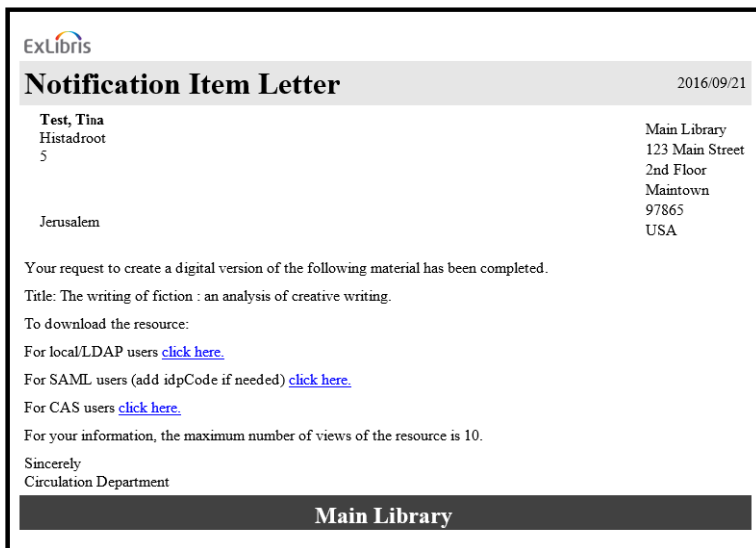 ExLibris
Notification Item Letter
2016/09/21
Test, Tina
Histadroot
5
Jerusalem
Main Library
123 Main Street
2nd Floor
Maintown
97865
USA
Your request to create a digital version of the following material has been completed.
Title: The writing of fiction : an analysis of creative writing.
To download the resource:
For local/LDAP users click here.
For SAML users (add idpCode if needed) click here.
For CAS users click here.
For your information, the maximum number of views of the resource is 10.
Sincerely
Circulation Department
Main Library